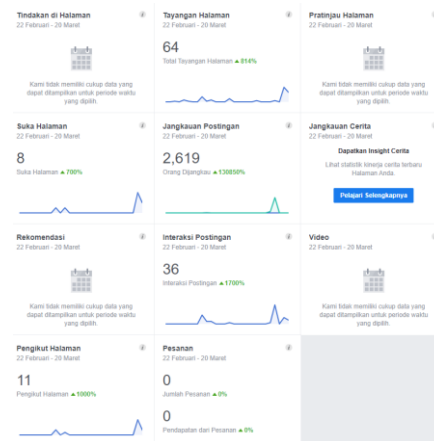 Tindakan di Halaman
22 Februari - 20 Maret
Kami tidak memiliki cukup data yang
dapat ditampilkan untuk periode waktu
yang dipilih.
Tayangan Halaman
22 Februari - 20 Maret
64
Total Tayangan Halaman ▲814%
Pratinjau Halaman
22 Februari - 20 Maret
Kami tidak memiliki cukup data yang
dapat ditampilkan untuk periode waktu
yang dipilih.
Suka Halaman
22 Februari - 20 Maret
8
Suka Halaman ▲700%
Jangkauan Postingan
22 Februari - 20 Maret
2,619
Orang Dijangkau ▲130850%
Jangkauan Cerita
22 Februari - 20 Maret
Dapatkan Insight Cerita
Lihat statistik kinerja cerita terbaru
Halaman Anda.
Pelajari Selengkapnya
Rekomendasi
22 Februari - 20 Maret
Kami tidak memiliki cukup data yang
dapat ditampilkan untuk periode waktu
yang dipilih.
Interaksi Postingan
22 Februari - 20 Maret
36
Interaksi Postingan ▲1700%
Video
22 Februari - 20 Maret
Kami tidak memiliki cukup data yang
dapat ditampilkan untuk periode waktu
yang dipilih.
Pengikut Halaman
22 Februari - 20 Maret
11
Pengikut Halaman ▲1000%
Pesanan
22 Februari - 20 Maret
0
Jumlah Pesanan ▲0%
0
Pendapatan dari Pesanan ▲0%